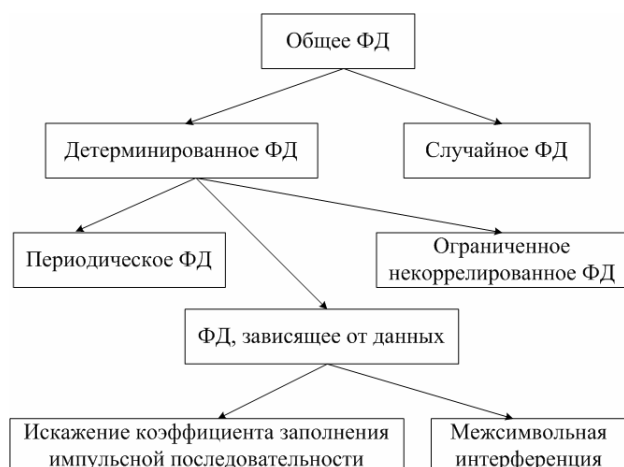 Общее ФД
Детерминированное ФД
Случайное ФД
Периодическое ФД
Ограниченное
некоррелированное ФД
ФД, зависящее от данных
Искажение коэффициента заполнения
импульсной последовательности
Межсимвольная
интерференция